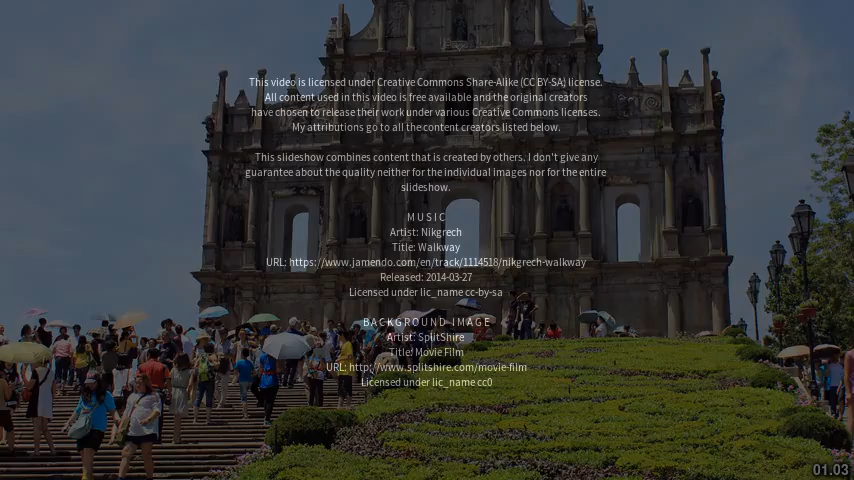 This video is licensed under Creative Commons Share-Alike (CC BY-SA) license.
All content used in this video is free available and the original creators
have chosen to release their work under various Creative Commons licenses.
My attributions go to all the content creators listed below.
This slideshow combines content that is created by others. I don't give any
guarantee about the quality neither for the individual images nor for the entire
slideshow.
MUSIC
Artist: Nikgrech
Title: Walkway
URL: https://www.jamendo.com/en/track/1114518/nikgrech-walkway
Released: 2014-03-27
Licensed under lic_name cc-by-sa
BACKGROUND IMAGE
Artist: SplitShire
Title: Movie Film
URL: http://www.splitshire.com/movie-film
Licensed under lic_name cc0
01.03